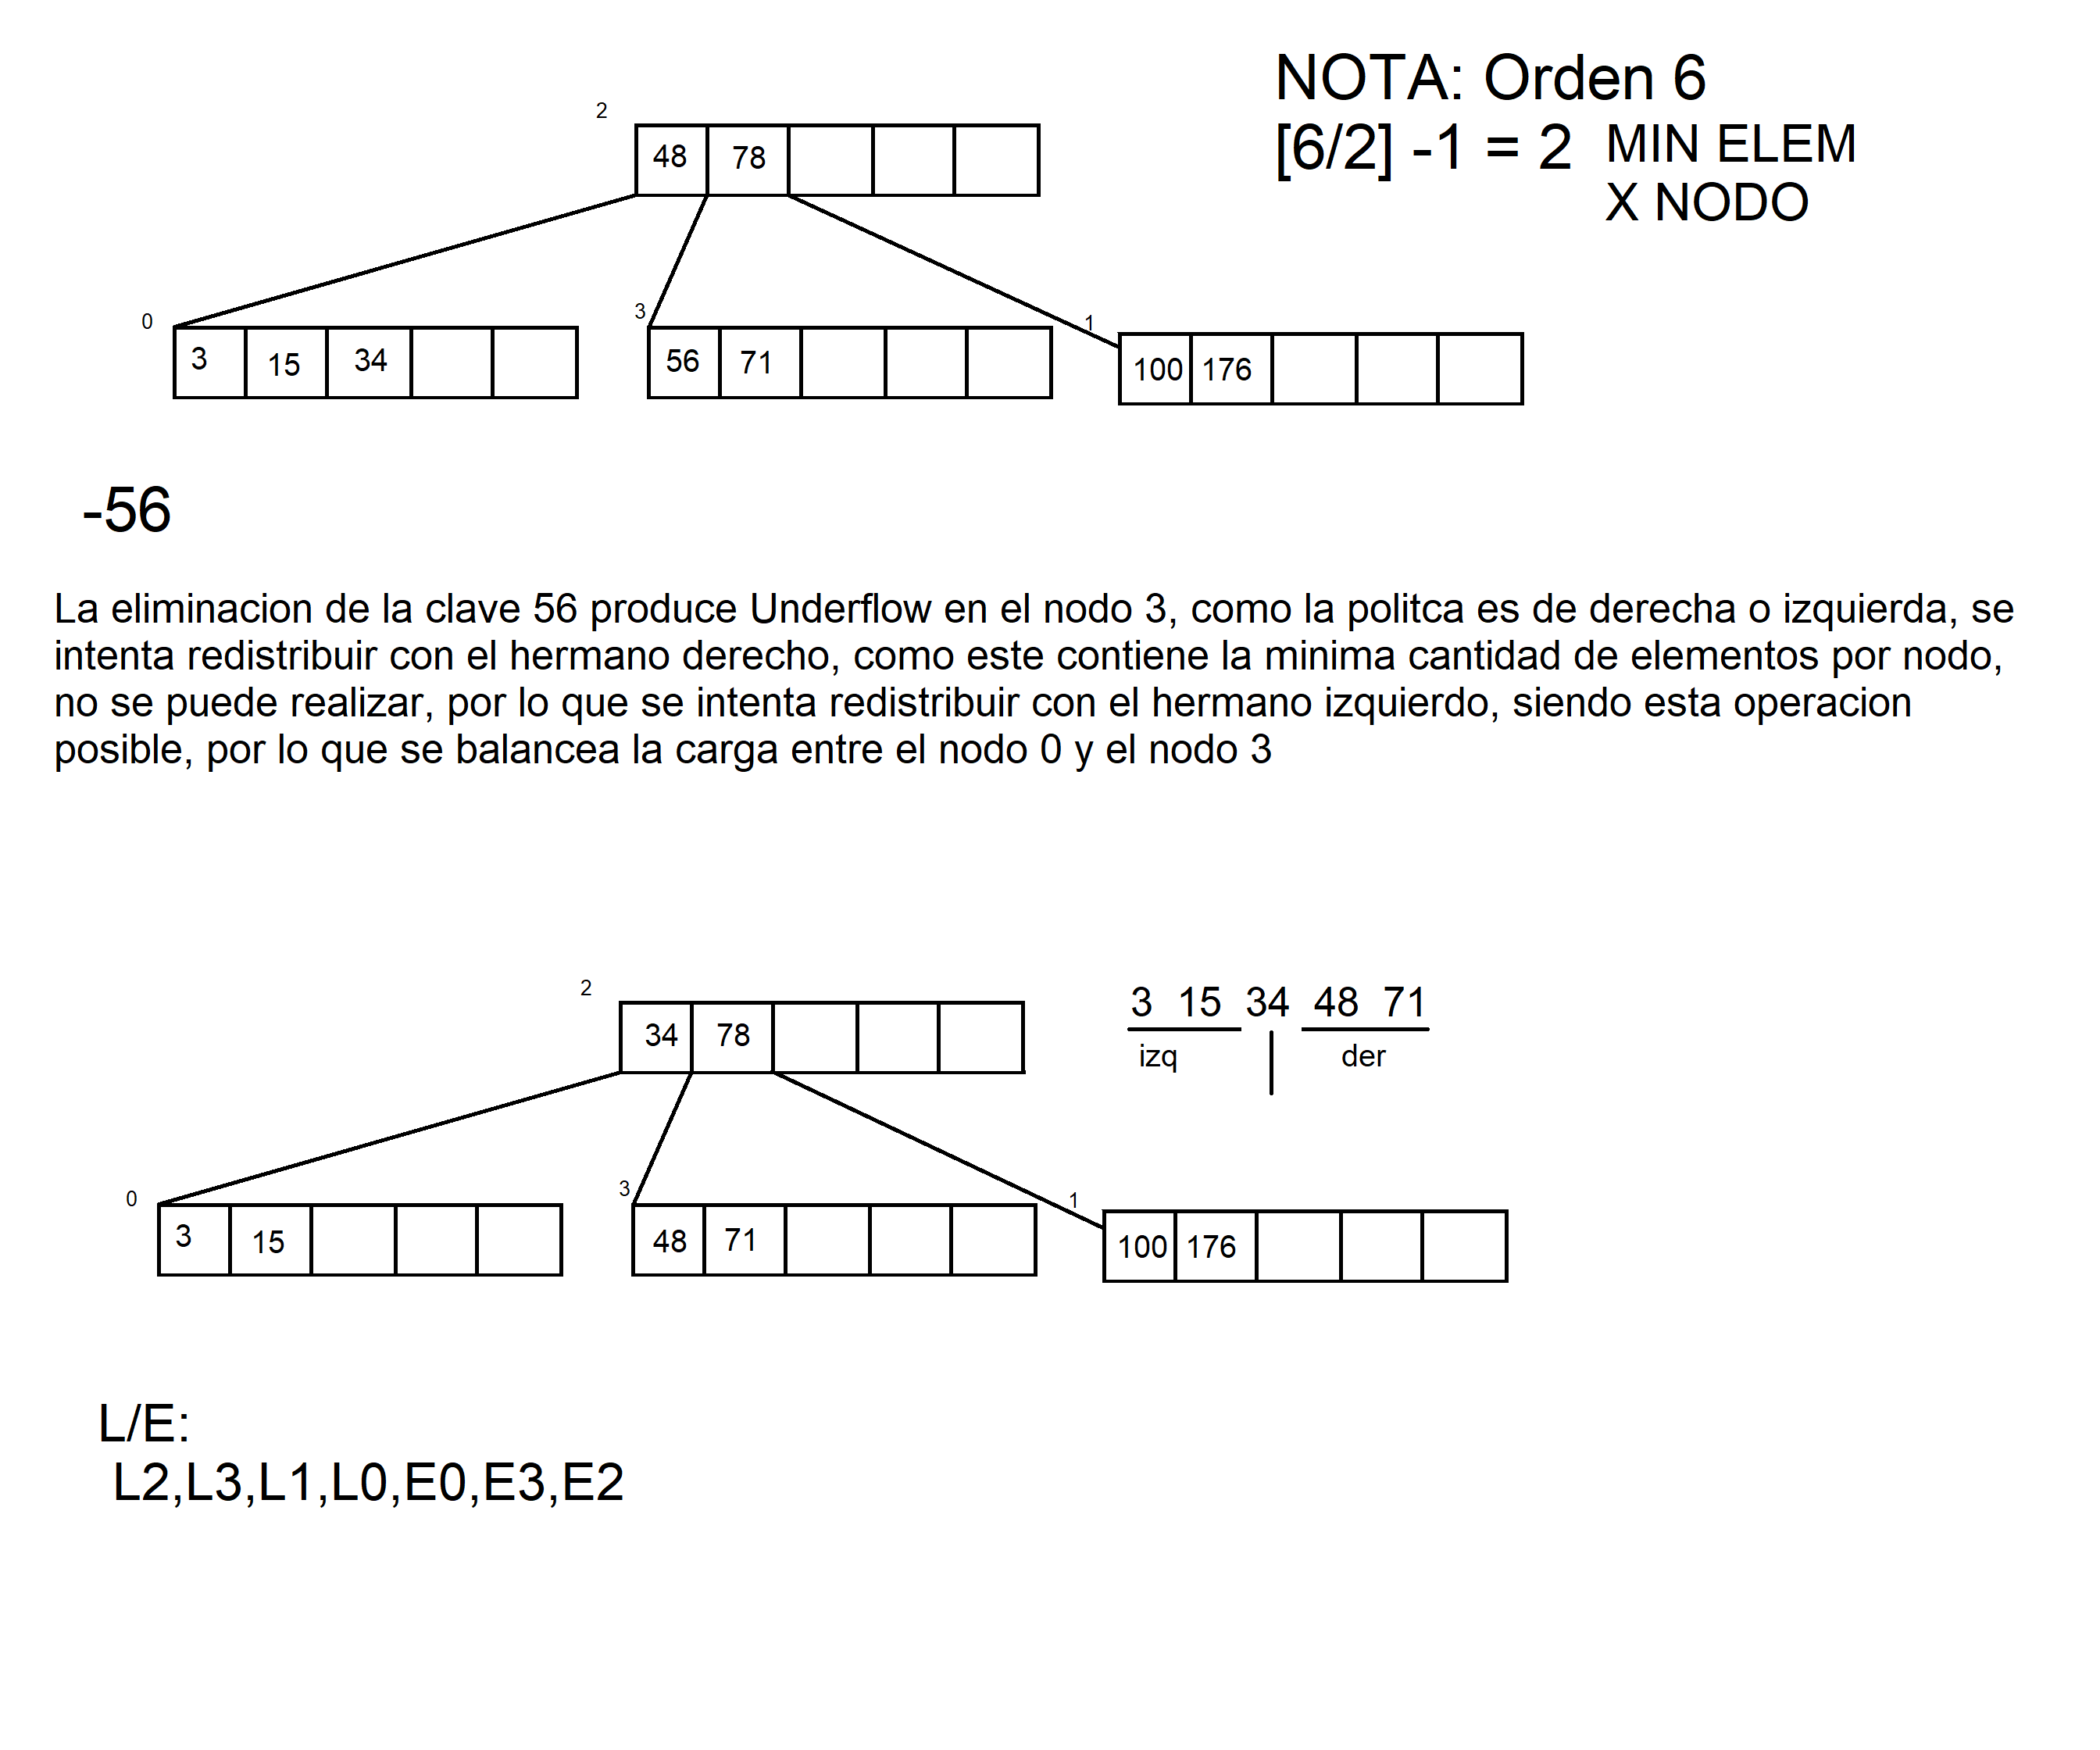 NOTA: Orden 6
[6/2] -1 = 2 MIN ELEM
X NODO
2
48 78
0
3 15 34
3
56 71
1
100 176
-56
La eliminacion de la clave 56 produce Underflow en el nodo 3, como la politca es de derecha o izquierda, se
intenta redistribuir con el hermano derecho, como este contiene la minima cantidad de elementos por nodo,
no se puede realizar, por lo que se intenta redistribuir con el hermano izquierdo, siendo esta operacion
posible, por lo que se balancea la carga entre el nodo 0 y el nodo 3
2
34 78
3 15 34 48 71
izq der
0
3 15
3
48 71
1
100 176
L/E:
L2,L3,L1,L0,E0,E3,E2